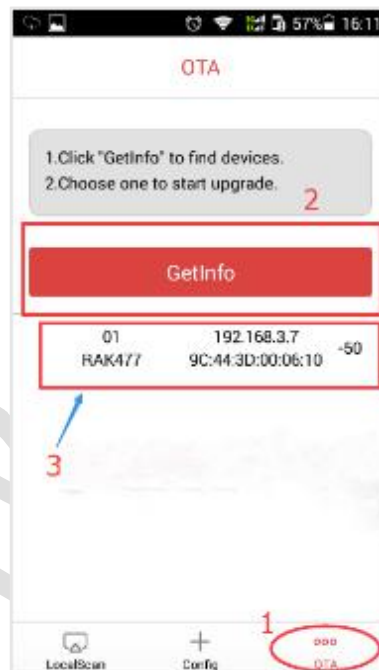 57% 16:11
OTA
1.Click "GetInfo" to find devices.
2.Choose one to start upgrade.
2
GetInfo
01 192.168.3.7 -50
RAK477 9C:44:3D:00:06:10
3
1
LocalScan Config OTA